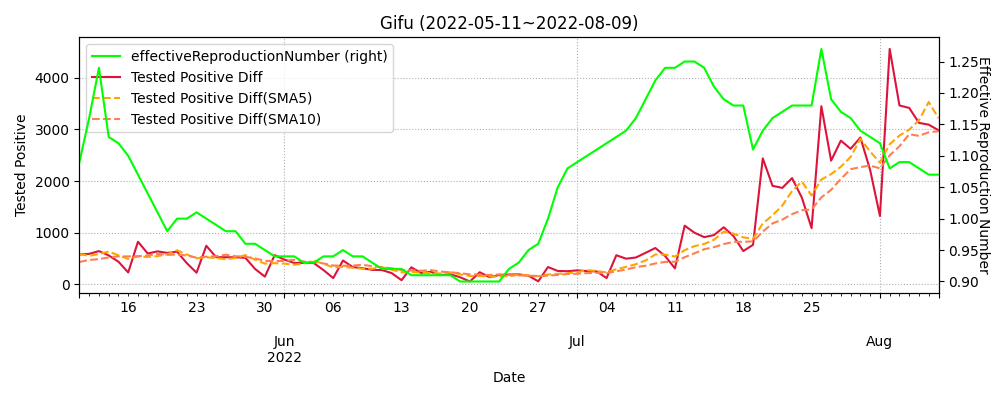 Gifu (2022-05-11~2022-08-09)
effectiveReproductionNumber (right)
Tested Positive Diff
Tested Positive Diff(SMA5)
Tested Positive Diff(SMA10)
Tested Positive
4000
3000
2000
1000
0
Effective Reproduction Number
1.25
1.20
1.15
1.10
1.05
1.00
0.95
0.90
16 23 30 06 13 20 27 04 11 18 25
Jun Jul Aug
2022
Date